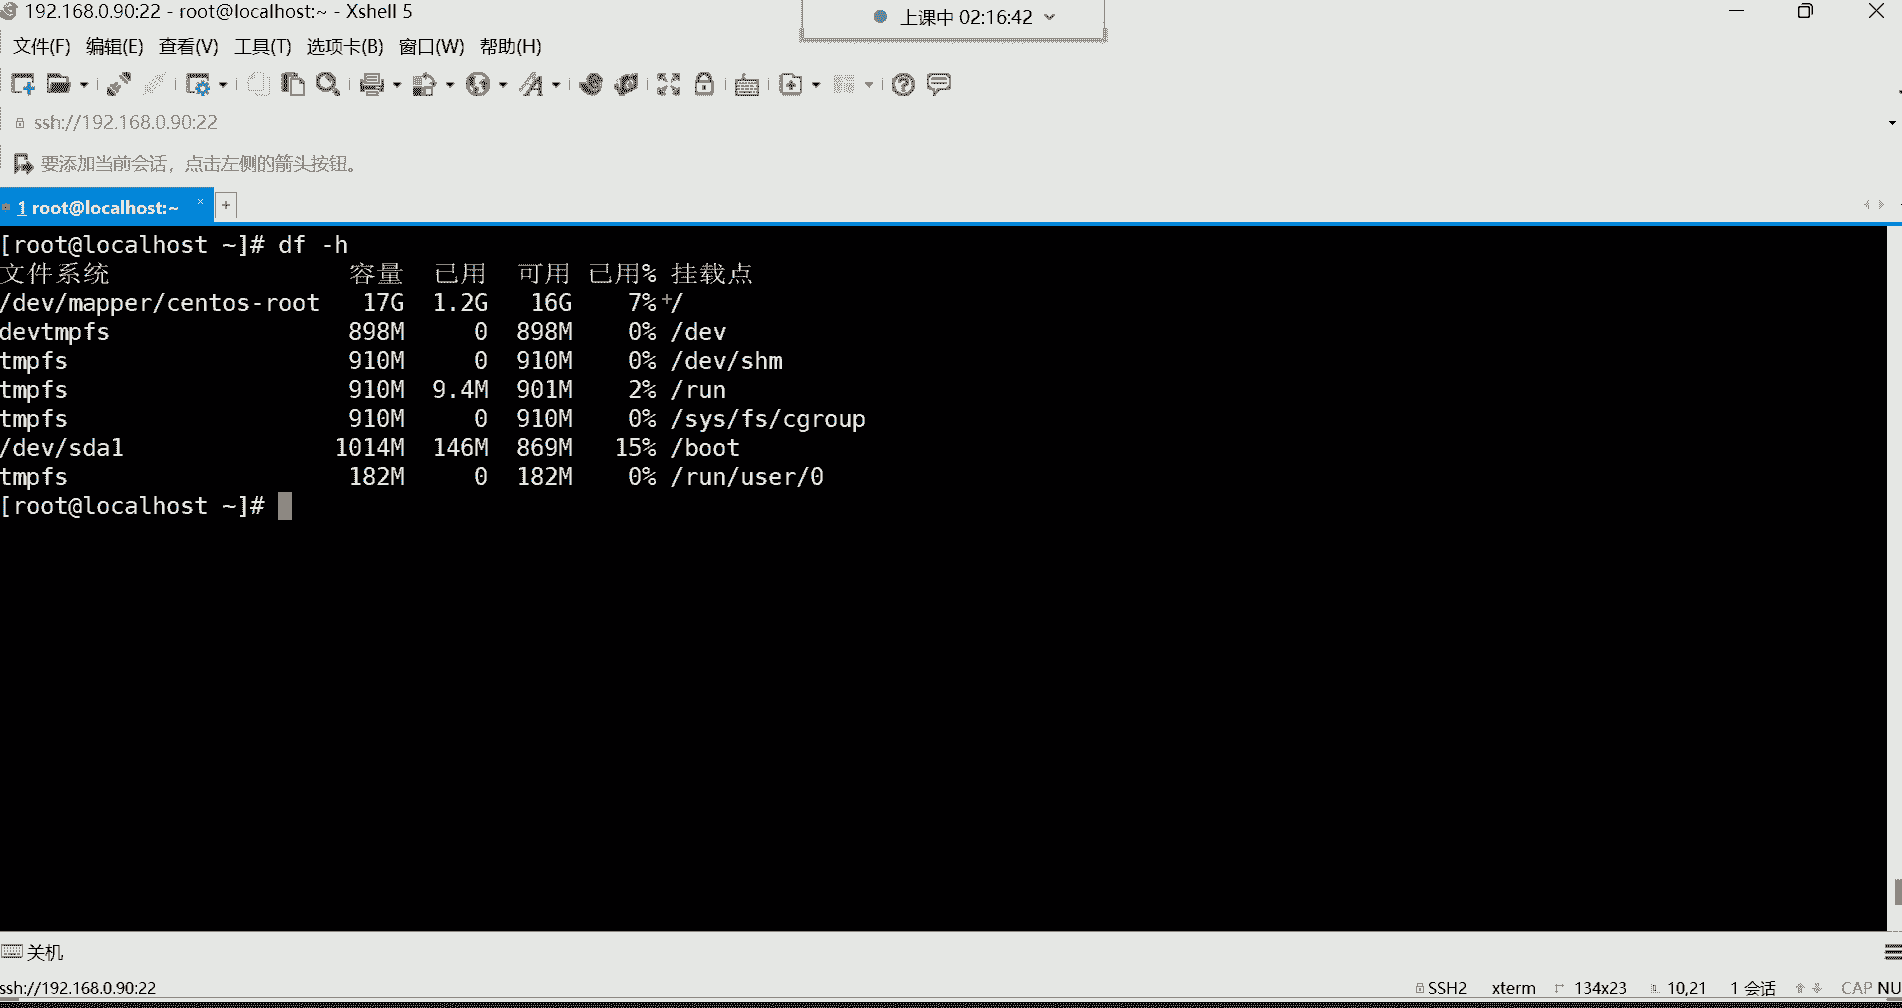 192.168.0.90:22 - root@localhost:~ - Xshell 5
上课中 02:16:42
文件(F) 编辑(E) 查看(V) 工具(T) 选项卡(B) 窗口(W) 帮助(H)
ssh://192.168.0.90:22
要添加当前会话，点击左侧的箭头按钮。
1 root@localhost:~ × +
[root@localhost ~]# df -h
文件系统 容量 已用 可用 已用% 挂载点
/dev/mapper/centos-root 17G 1.2G 16G 7% /
devtmpfs 898M 0 898M 0% /dev
tmpfs 910M 0 910M 0% /dev/shm
tmpfs 910M 9.4M 901M 2% /run
tmpfs 910M 0 910M 0% /sys/fs/cgroup
/dev/sda1 1014M 146M 869M 15% /boot
tmpfs 182M 0 182M 0% /run/user/0
[root@localhost ~]#
关机
ssh://192.168.0.90:22 SSH2 xterm 134x23 10,21 1 会话 CAP NU